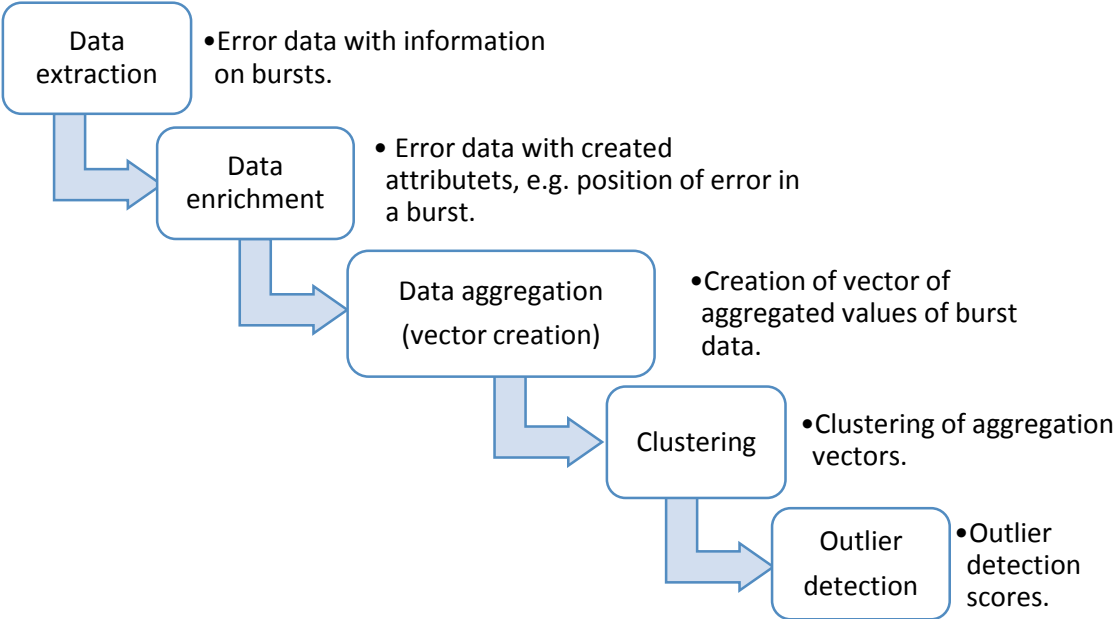 Data
extraction
•Error data with information
on bursts.
Data
enrichment
• Error data with created
attributets, e.g. position of error in
a burst.
Data aggregation
(vector creation)
•Creation of vector of
aggregated values of burst
data.
Clustering
•Clustering of aggregation
vectors.
Outlier
detection
•Outlier
detection
scores.